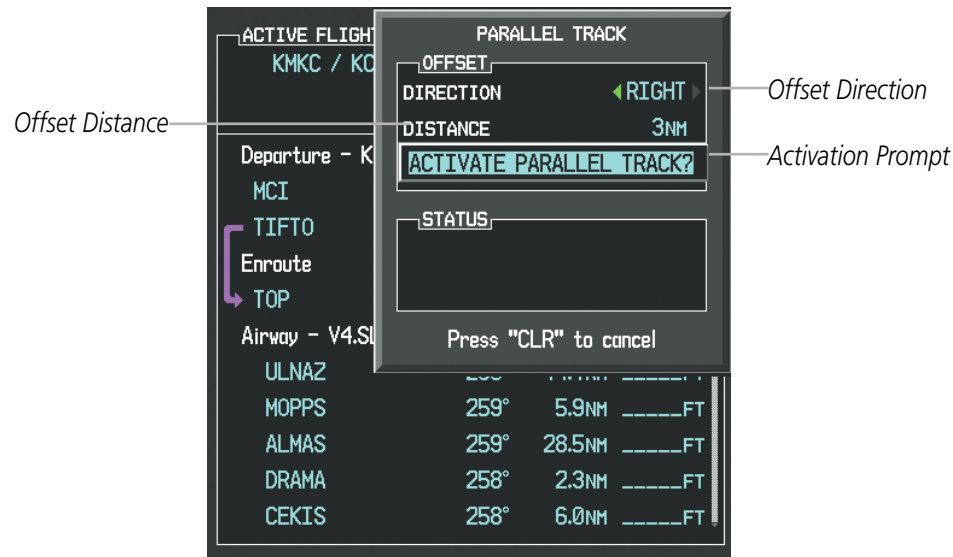 ACTIVE FLIGHT
KMKC / KC
PARALLEL TRACK
OFFSET
DIRECTION RIGHT
DISTANCE 3NM
ACTIVATE PARALLEL TRACK?
STATUS
Press "CLR" to cancel
Offset Distance
Offset Direction
Activation Prompt
Departure - K
MCI
TIFTO
Enroute
TOP
Airway - V4.SL
ULNAZ
MOPPS 259° 5.9NM _____FT
ALMAS 259° 28.5NM _____FT
DRAMA 258° 2.3NM _____FT
CEKIS 258° 6.0NM _____FT